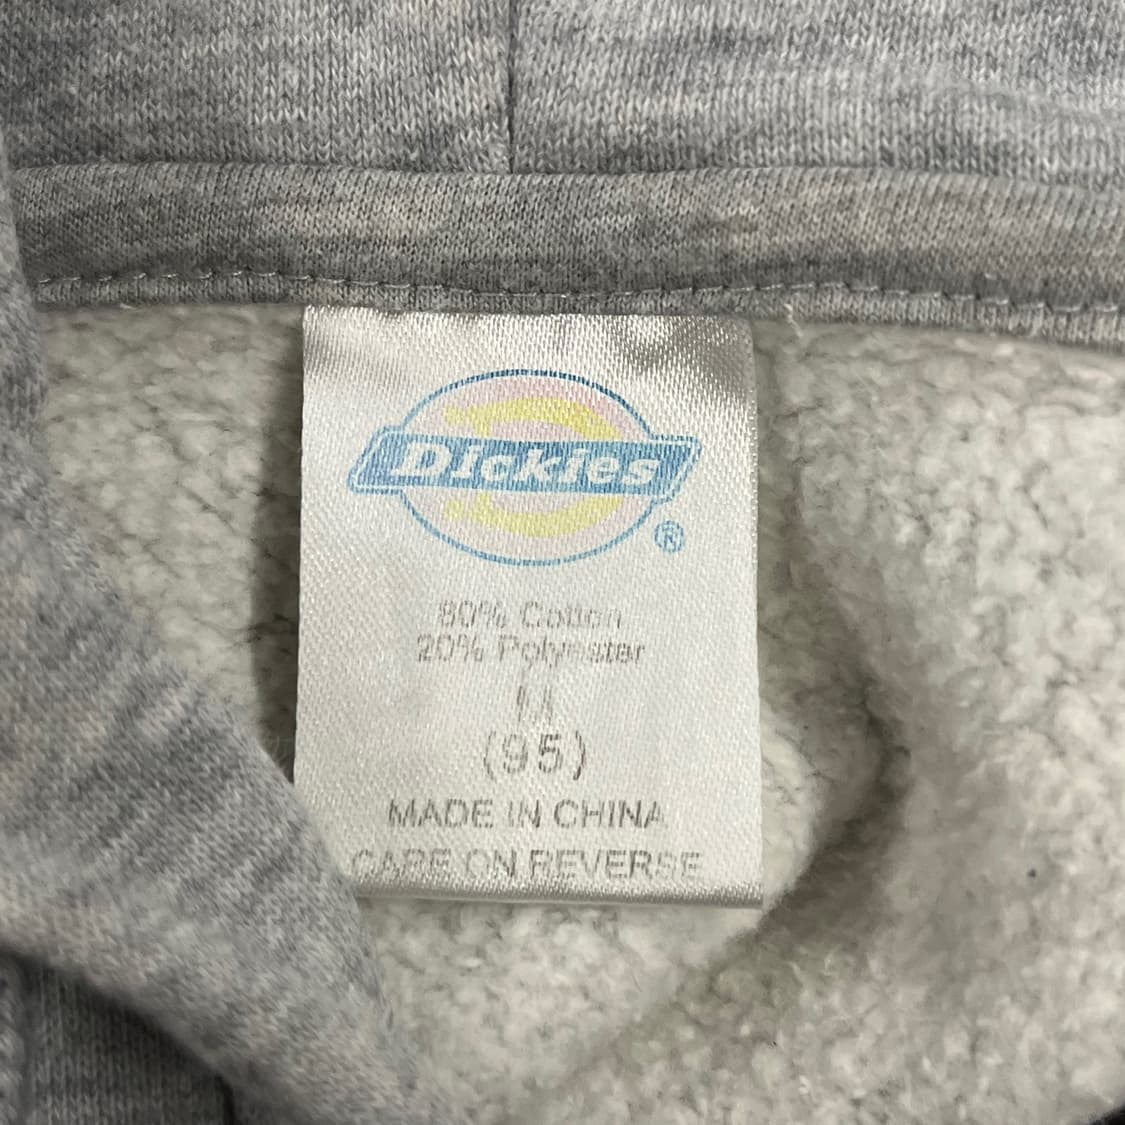 Dickies
®
80% Cotton
20% Polyester
M
(95)
MADE IN CHINA
CARE ON REVERSE